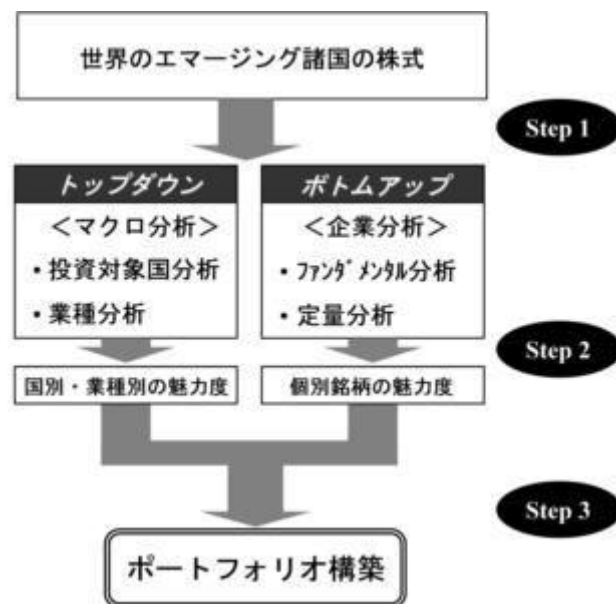 世界のエマージング諸国の株式
Step 1
トップダウン
＜マクロ分析＞
・投資対象国分析
・業種分析
ボトムアップ
＜企業分析＞
・ﾌｧﾝﾀﾞﾒﾝﾀﾙ分析
・定量分析
Step 2
国別・業種別の魅力度
個別銘柄の魅力度
Step 3
ポートフォリオ構築